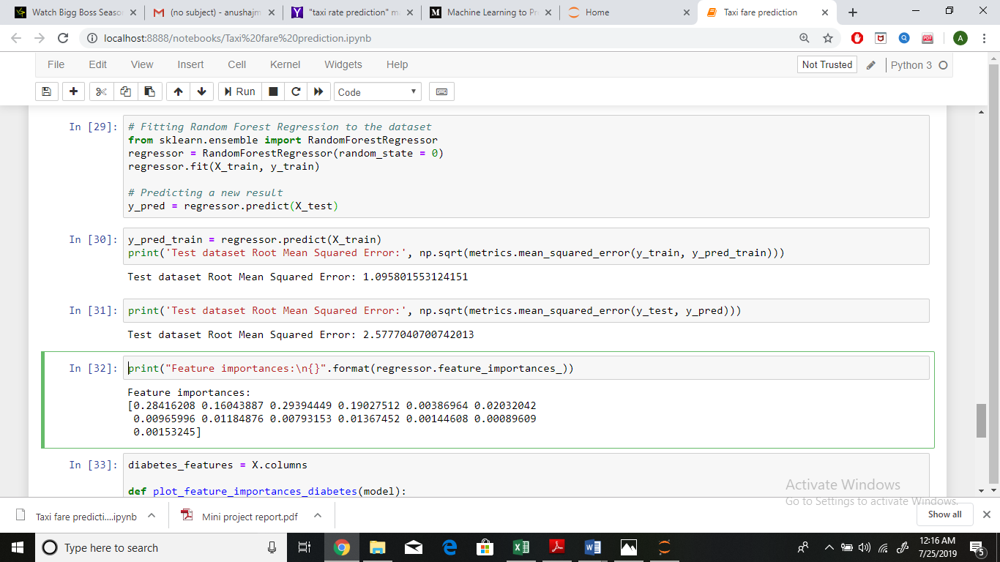 Watch Bigg Boss Seaso
(no subject) - anushajm
"taxi rate prediction" m
Machine Learning to Pr
Home
Taxi fare prediction
localhost:8888/notebooks/Taxi%20fare%20prediction.ipynb
A
File Edit View Insert Cell Kernel Widgets Help
Not Trusted
Python 3
Run
Code
In [29]: # Fitting Random Forest Regression to the dataset
from sklearn.ensemble import RandomForestRegressor
regressor = RandomForestRegressor(random_state = 0)
regressor.fit(X_train, y_train)
# Predicting a new result
y_pred = regressor.predict(X_test)
In [30]: y_pred_train = regressor.predict(X_train)
print('Test dataset Root Mean Squared Error:', np.sqrt(metrics.mean_squared_error(y_train, y_pred_train)))
Test dataset Root Mean Squared Error: 1.095801553124151
In [31]: print('Test dataset Root Mean Squared Error:', np.sqrt(metrics.mean_squared_error(y_test, y_pred)))
Test dataset Root Mean Squared Error: 2.5777040700742013
In [32]: print("Feature importances:\n{}".format(regressor.feature_importances_))
Feature importances:
[0.28416208 0.16043887 0.29394449 0.19027512 0.00386964 0.02032042
0.00965996 0.01184876 0.00793153 0.01367452 0.00144608 0.00089609
0.00153245]
In [33]: diabetes_features = X.columns
def plot_feature_importances_diabetes(model):
Activate Windows
Go to Settings to activate Windows.
Taxi fare predicti....ipynb
Mini project report.pdf
Show all
Type here to search
12:16 AM
7/25/2019
5